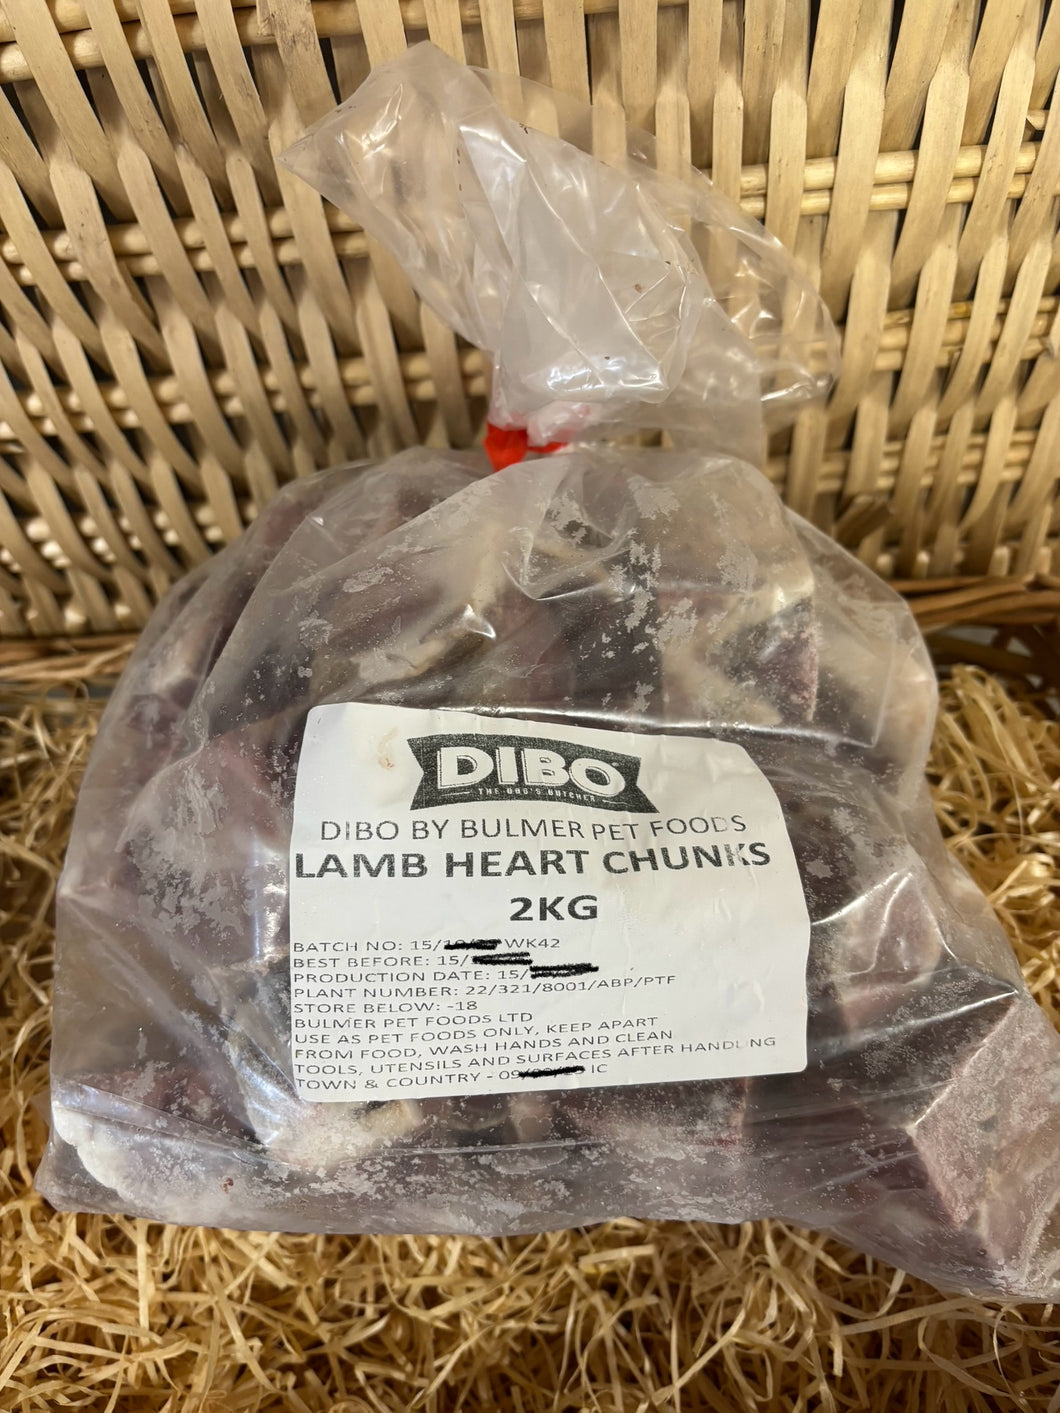 DIBO
THE DOG'S BUTCHER
DIBO BY BULMER PET FOODS
LAMB HEART CHUNKS
2KG
BATCH NO: 15/ WK42
BEST BEFORE: 15/
PRODUCTION DATE: 15/
PLANT NUMBER: 22/321/8001/ABP/PTF
STORE BELOW: -18
BULMER PET FOODS LTD
USE AS PET FOODS ONLY, KEEP APART
FROM FOOD, WASH HANDS AND CLEAN
TOOLS, UTENSILS AND SURFACES AFTER HANDLING
TOWN & COUNTRY - 09 IC